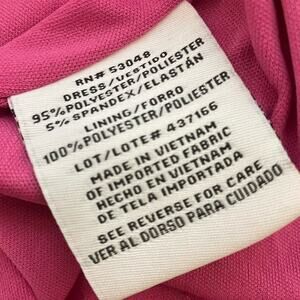 RN# 53048
DRESS/VESTIDO
95%POLYESTER/POLIESTER
5% SPANDEX/ELASTÁN
LINING/FORRO
100%POLYESTER/POLIESTER
LOT/LOTE# 437166
MADE IN VIETNAM
OF IMPORTED FABRIC
HECHO EN VIETNAM
DE TELA IMPORTADA
SEE REVERSE FOR CARE
VER AL DORSO PARA CUIDADO